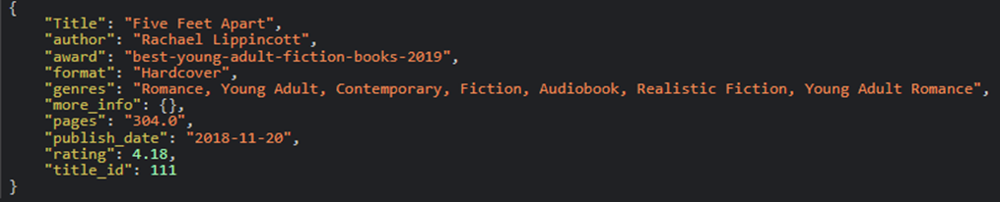 {
    "Title": "Five Feet Apart",
    "author": "Rachael Lippincott",
    "award": "best-young-adult-fiction-books-2019",
    "format": "Hardcover",
    "genres": "Romance, Young Adult, Contemporary, Fiction, Audiobook, Realistic Fiction, Young Adult Romance",
    "more_info": {},
    "pages": "304.0",
    "publish_date": "2018-11-20",
    "rating": 4.18,
    "title_id": 111
}